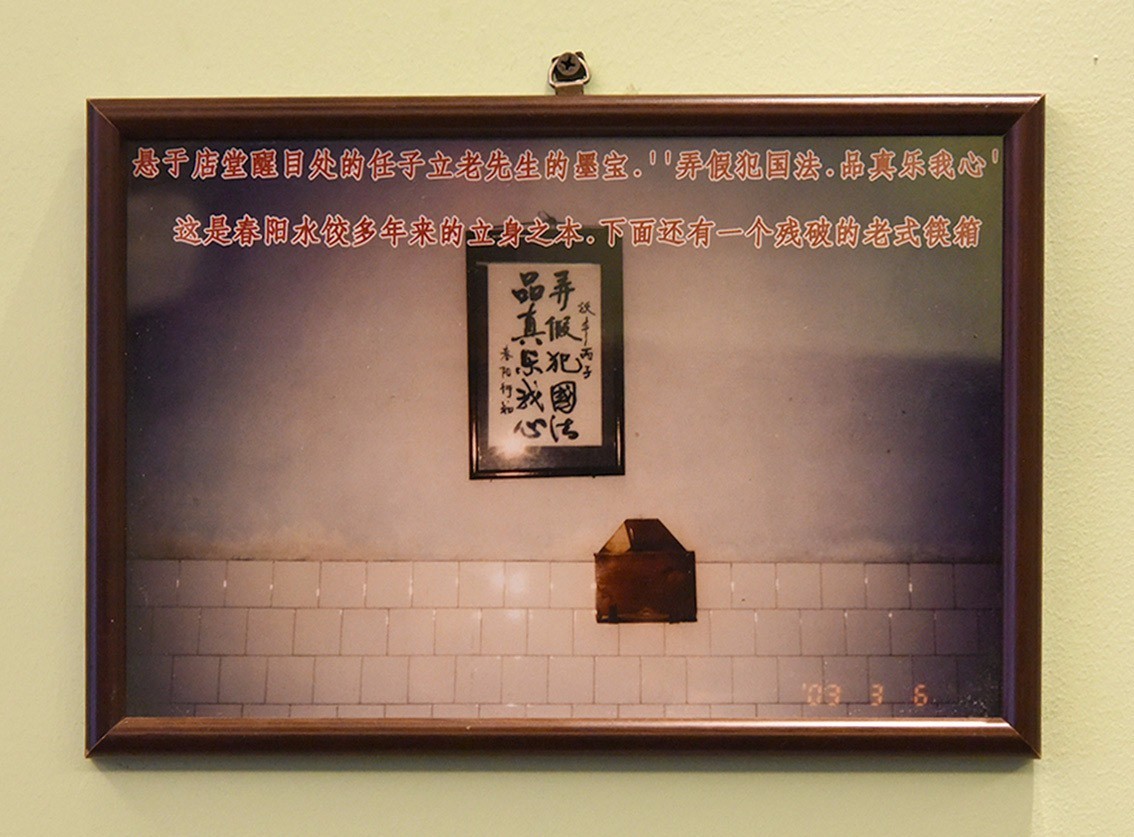 悬于店堂醒目处的任子立老先生的墨宝.''弄假犯国法.品真乐我心'
这是春阳水饺多年来的立身之本.下面还有一个残破的老式筷箱
丙子
弄假犯國法
品真乐我心
'03 3 6